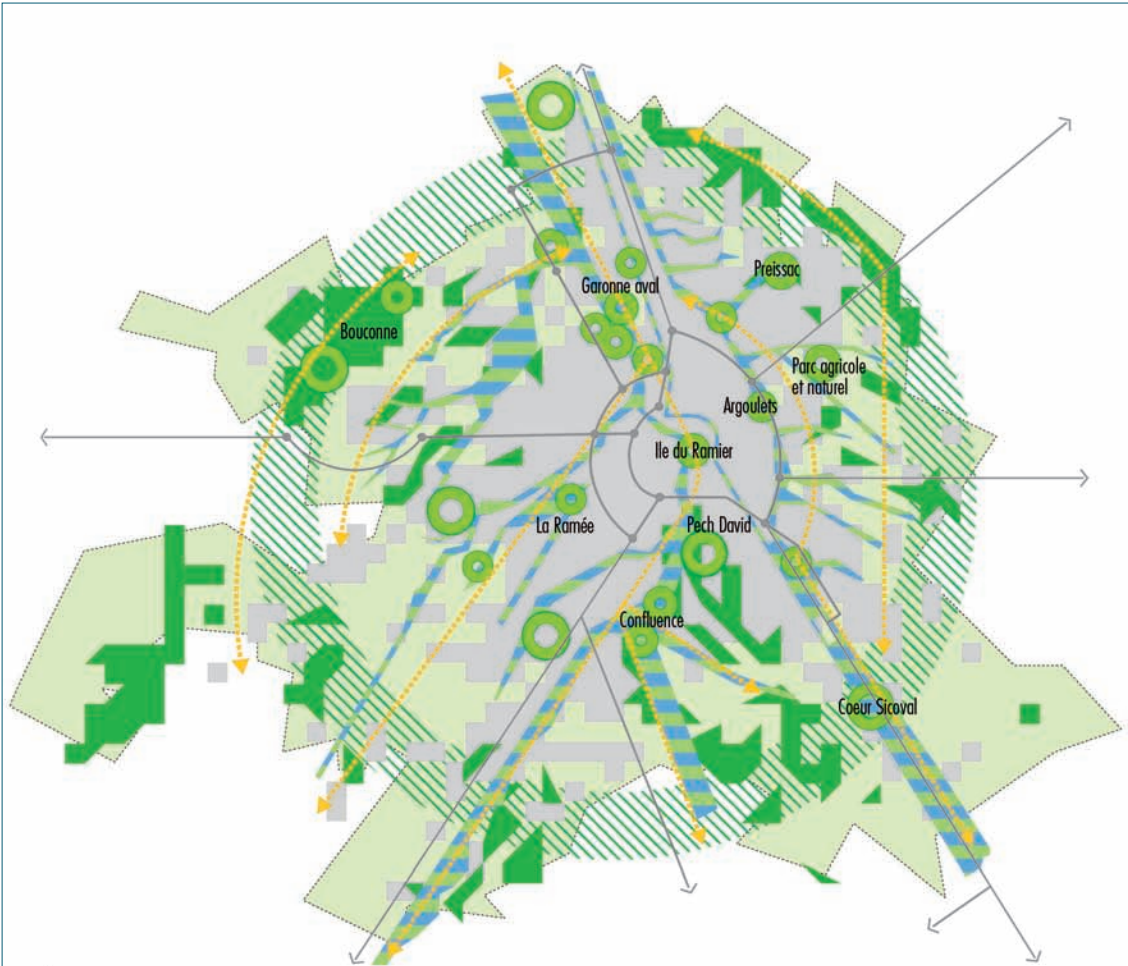 Preissac
Garonne aval
Bouconne
Parc agricole
et naturel
Argoulets
Ile du Ramier
La Ramée
Pech David
Confluence
Coeur Sicoval